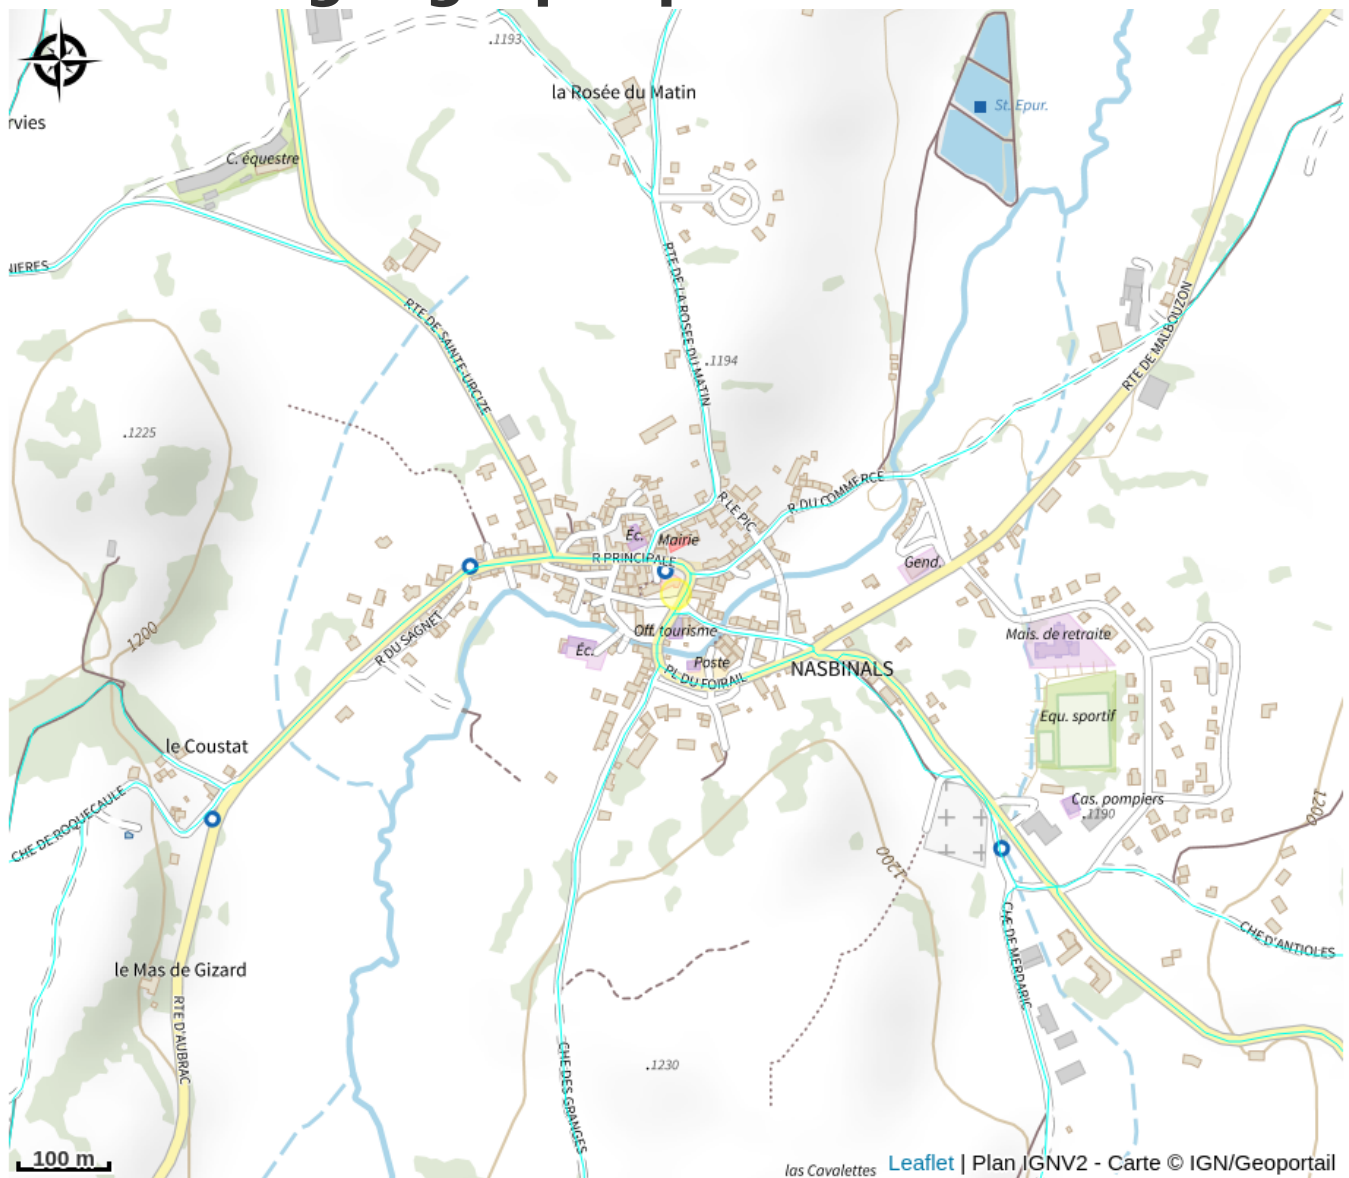 .1193
la Rosée du Matin
St. Epur.
rvies
C. équestre
NIERES
RTE DE SAINTE-URCIZE
RTE DE LA ROSEE DU MATIN
RTE DE MALBOUZON
.1194
.1225
R DU COMMERCE
R LE PIC
Éc.
Mairie
R PRINCIPALE
Gend.
1200
R DU SAGNET
Off. tourisme
Mais. de retraite
Éc.
Poste
NASBINALS
PL DU FOIRAIL
Equ. sportif
le Coustat
CHE DE ROQUECAULE
Cas. pompiers
.1190
1200
1200
CHE DE MERDARIC
CHE D'ANTIOLES
le Mas de Gizard
RTE D'AUBRAC
CHE DES GRANGES
.1230
100 m
las Cavalettes
Leaflet | Plan IGNV2 - Carte © IGN/Geoportail